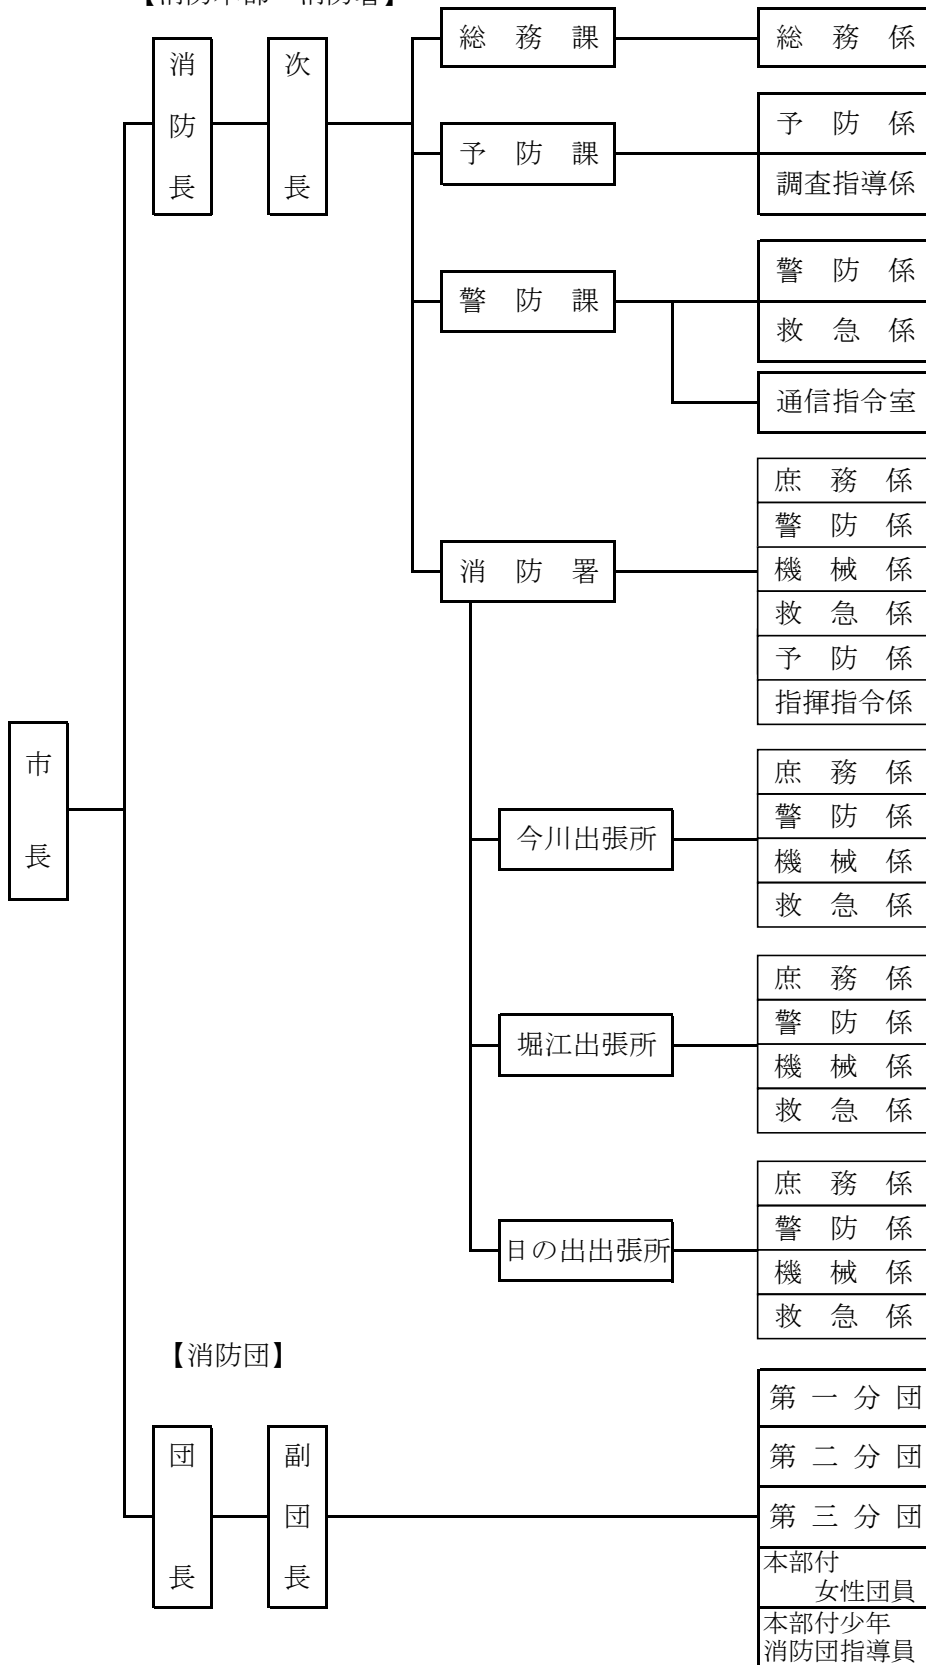 総務課
総務係
消防長
次長
予防課
予防係
調査指導係
警防課
警防係
救急係
通信指令室
消防署
庶務係
警防係
機械係
救急係
予防係
指揮指令係
市長
今川出張所
庶務係
警防係
機械係
救急係
堀江出張所
庶務係
警防係
機械係
救急係
日の出出張所
庶務係
警防係
機械係
救急係
【消防団】
団長
副団長
第一分団
第二分団
第三分団
本部付
女性団員
本部付少年
消防団指導員